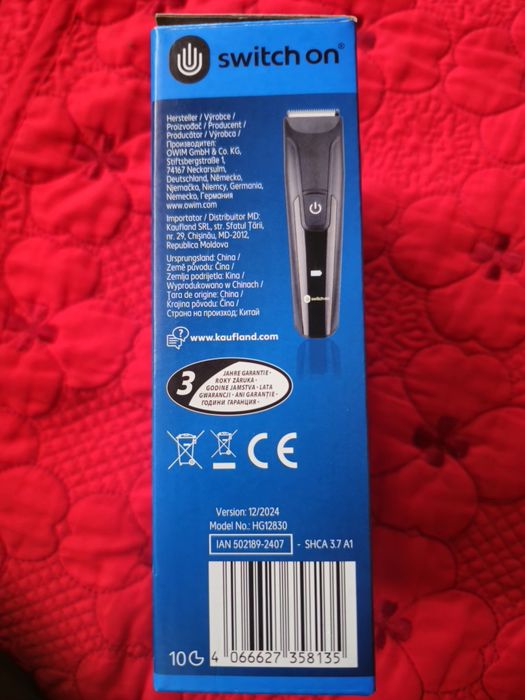 switch on®
Hersteller / Výrobce /
Proizvođač / Producent /
Producător / Výrobca /
Производител:
OWIM GmbH & Co. KG,
Stiftsbergstraße 1,
74167 Neckarsulm,
Deutschland, Německo,
Njemačko, Niemcy, Germania,
Nemecko, Германия
www.owim.com
Importator / Distribuitor MD:
Kaufland SRL, str. Sfatul Țării,
nr. 29, Chișinău, MD-2012,
Republica Moldova
Ursprungsland: China /
Země původu: Čína /
Zemlja podrijetla: Kina /
Wyprodukowano w Chinach /
Țara de origine: China /
Krajina pôvodu: Čína /
Страна на произход: Китай
switch on
www.kaufland.com
3
JAHRE GARANTIE •
ROKY ZÁRUKA •
GODINE JAMSTVA • LATA
GWARANCJI • ANI GARANȚIE •
ГОДИНИ ГАРАНЦИЯ •
CE
Version: 12/2024
Model No.: HG12830
IAN 502189-2407 - SHCA 3.7 A1
10
4 066627 358135